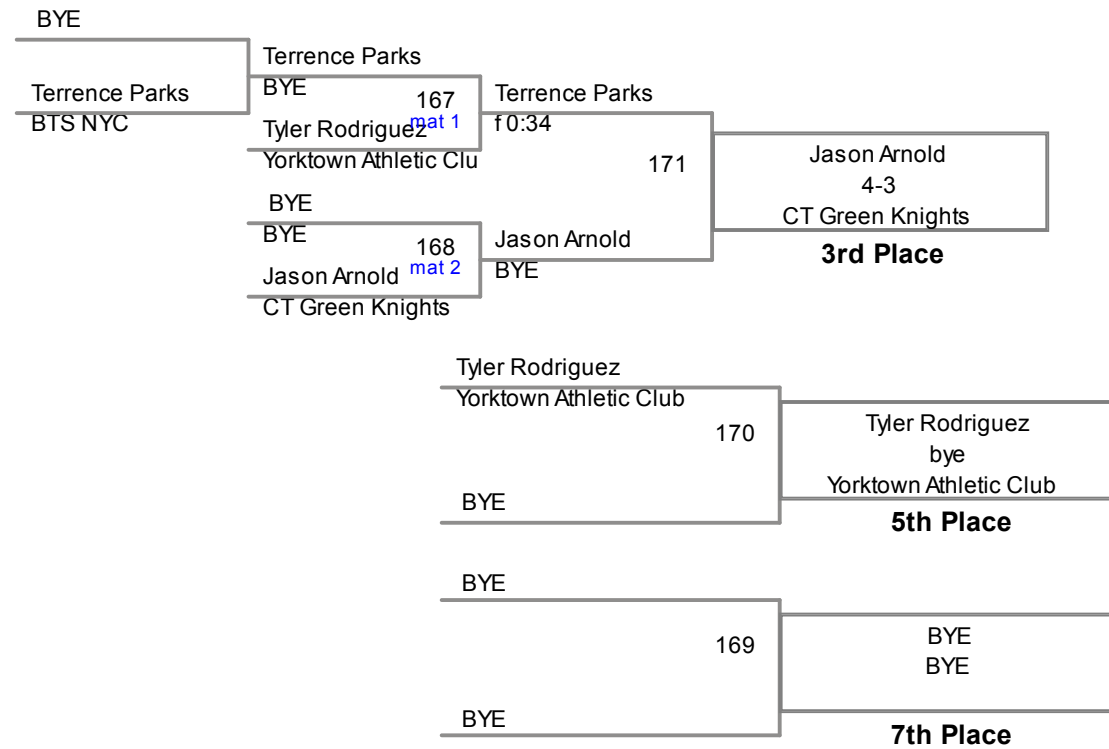 BYE
Terrence Parks
BTS NYC
Terrence Parks
BYE
167
mat 1
Tyler Rodriguez
Yorktown Athletic Clu
BYE
BYE
168
mat 2
Jason Arnold
CT Green Knights
Terrence Parks
f 0:34
171
Jason Arnold
BYE
Jason Arnold
4-3
CT Green Knights
3rd Place
Tyler Rodriguez
Yorktown Athletic Club
170
BYE
Tyler Rodriguez
bye
Yorktown Athletic Club
5th Place
BYE
169
BYE
BYE
BYE
7th Place